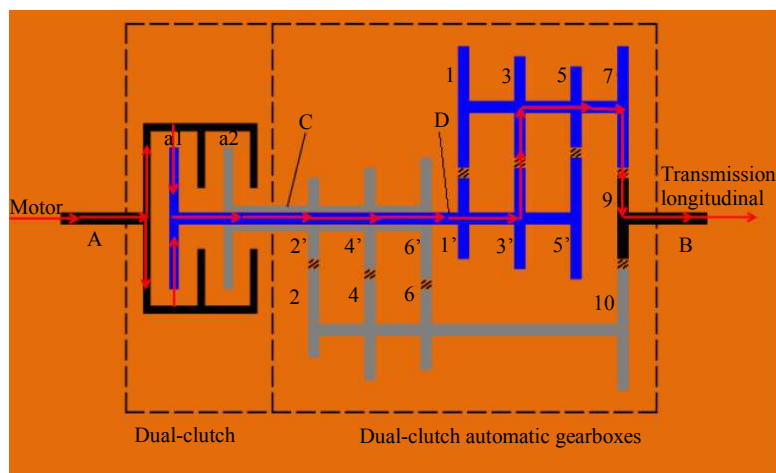 1
3
5
7
C
D
a1
a2
Transmission
longitudinal
Motor
9
A
B
2’
4’
6’
1’
3’
5’
2
4
6
10
Dual-clutch
Dual-clutch automatic gearboxes